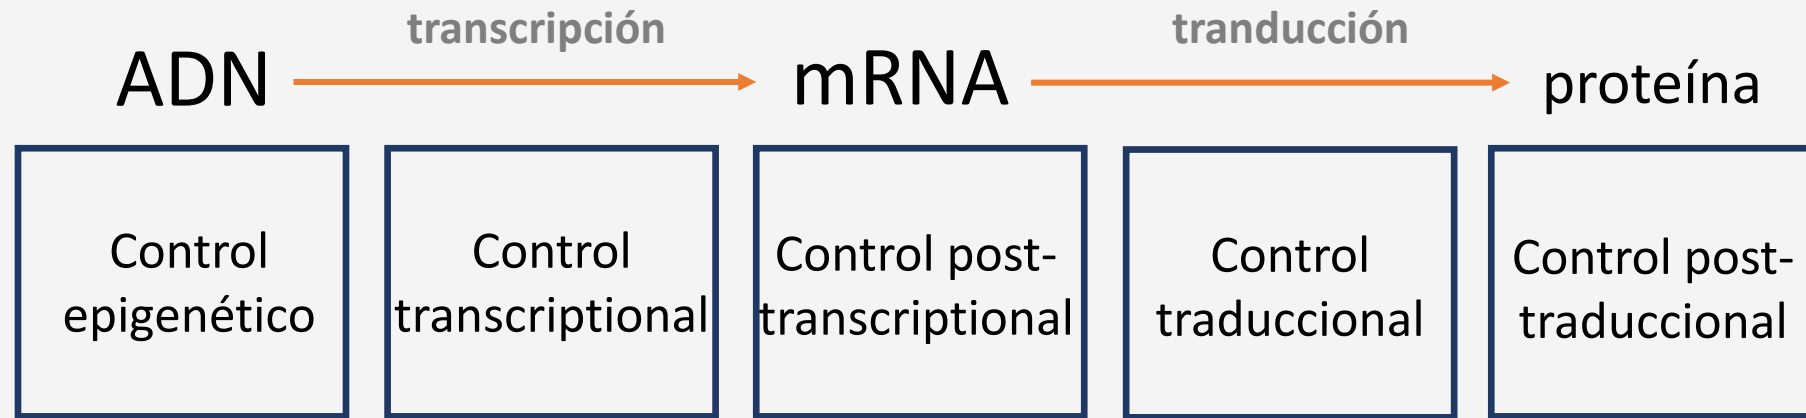 transcripción
tranducción
ADN
mRNA
proteína
Control
epigenético
Control
transcriptional
Control post-
transcriptional
Control
traduccional
Control post-
traduccional